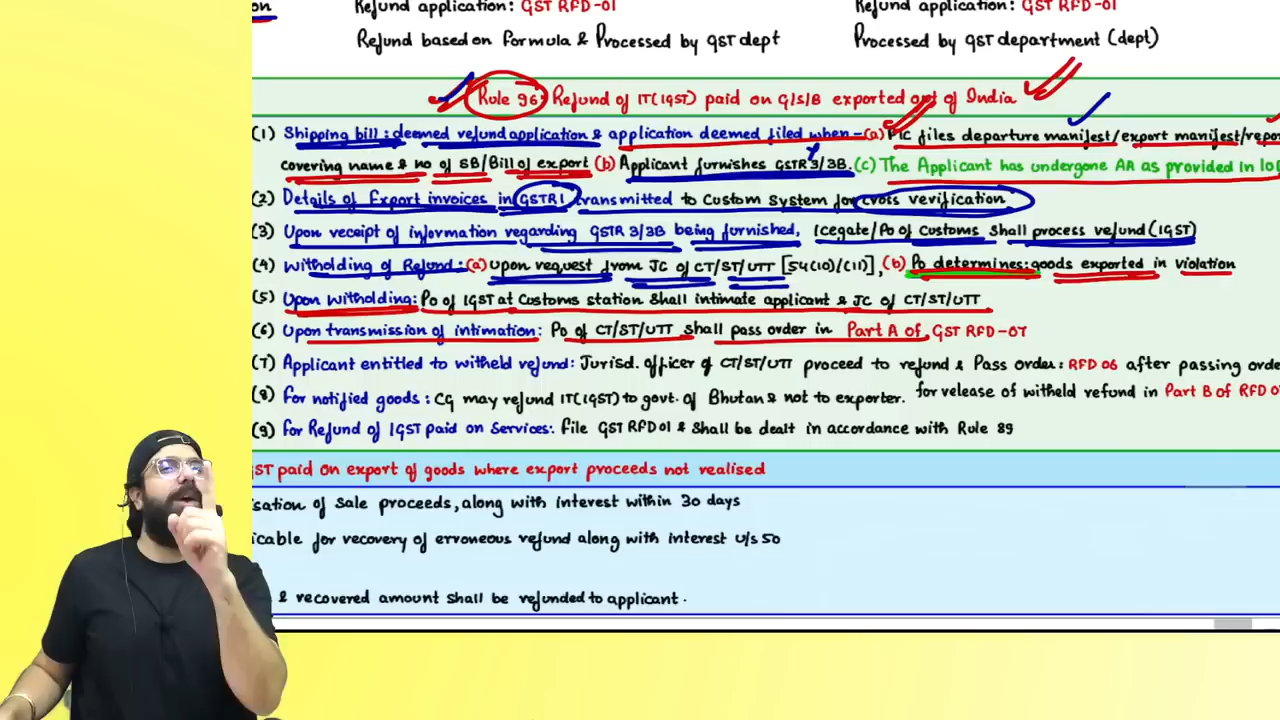 on
Refund application: GST RFD-01
Refund application: GST RFD-01
Refund based on formula & Processed by GST dept
Processed by GST department (dept)
Rule 96: Refund of IT(IGST) paid on G/S/B exported out of India
(1) Shipping bill: deemed refund application & application deemed filed when-(a) PIC files departure manifest/export manifest/repor
covering name & no of SB/Bill of export (b) Applicant furnishes GSTR 3/3B. (c) The Applicant has undergone AA as provided in 10B
(2) Details of Export invoices in GSTR1 transmitted to Custom System for cross verification
(3) Upon receipt of information regarding GSTR 3/3B being furnished, Icegate/Po of Customs Shall process refund (IGST)
(4) Witholding of Refund: (a) Upon request from JC of CT/ST/UTT [54(10)/(11)], (b) Po determines: goods exported in violation
(5) Upon witholding: Po of IGST at Customs station Shall intimate applicant & JC of CT/ST/UTT
(6) Upon transmission of intimation: Po of CT/ST/UTT shall pass order in Part A of GST RFD-07
(7) Applicant entitled to witheld refund: Jurisd. officer of CT/ST/UTT proceed to refund & Pass order: RFD 06 after passing orde
for release of witheld refund in Part B of RFD 0
(8) For notified goods: CG may refund IT(IGST) to govt. of Bhutan & not to exporter.
(9) For Refund of IGST paid on Services: File GST RFD 01 & Shall be dealt in accordance with Rule 89
GST paid on export of goods where export proceeds not realised
isation of Sale proceeds, along with interest within 30 days
icable for recovery of erroneous refund along with interest u/s 50
& recovered amount shall be refunded to applicant.